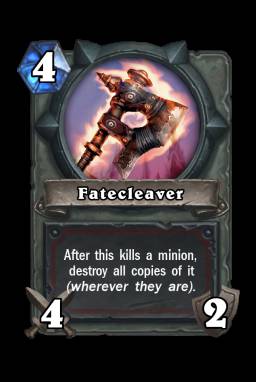 4
Fatecleaver
After this kills a minion,
destroy all copies of it
(wherever they are).
4 2